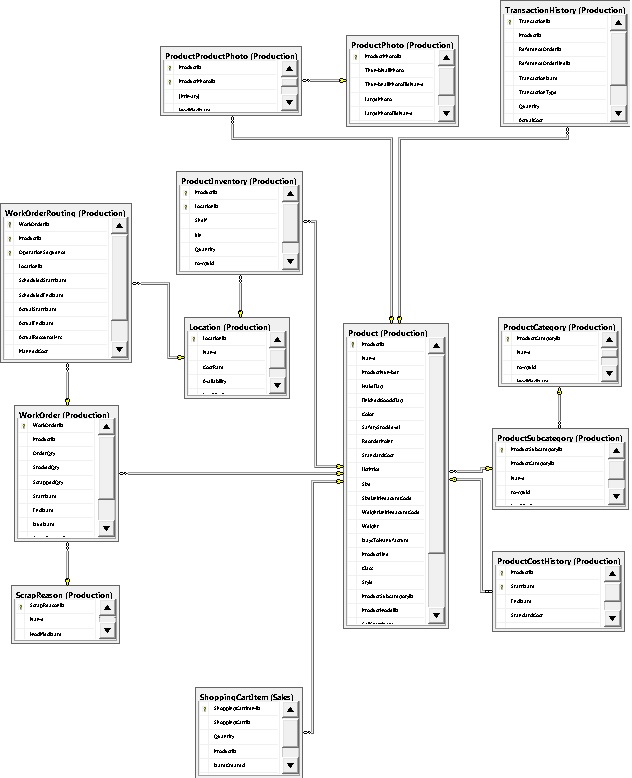 TransactionHistory (Production)
TransactionID
ProductID
ReferenceOrderID
ReferenceOrderLineID
TransactionDate
TransactionType
Quantity
ActualCost
ProductProductPhoto (Production)
ProductID
ProductPhotoID
[Primary]
ModifiedDate
ProductPhoto (Production)
ProductPhotoID
ThumbNailPhoto
ThumbnailPhotoFileName
LargePhoto
LargePhotoFileName
ProductInventory (Production)
ProductID
LocationID
Shelf
Bin
Quantity
rowguid
WorkOrderRouting (Production)
WorkOrderID
ProductID
OperationSequence
LocationID
ScheduledStartDate
ScheduledEndDate
ActualStartDate
ActualEndDate
ActualResourceHrs
PlannedCost
Location (Production)
LocationID
Name
CostRate
Availability
Product (Production)
ProductID
Name
ProductNumber
MakeFlag
FinishedGoodsFlag
Color
SafetyStockLevel
ReorderPoint
StandardCost
ListPrice
Size
SizeUnitMeasureCode
WeightUnitMeasureCode
Weight
DaysToManufacture
ProductLine
Class
Style
ProductSubcategoryID
ProductModelID
ProductCategory (Production)
ProductCategoryID
Name
rowguid
WorkOrder (Production)
WorkOrderID
ProductID
OrderQty
StockedQty
ScrappedQty
StartDate
EndDate
DueDate
ProductSubcategory (Production)
ProductSubcategoryID
ProductCategoryID
Name
rowguid
ProductCostHistory (Production)
ProductID
StartDate
EndDate
StandardCost
ScrapReason (Production)
ScrapReasonID
Name
ModifiedDate
ShoppingCartItem (Sales)
ShoppingCartItemID
ShoppingCartID
Quantity
ProductID
DateCreated